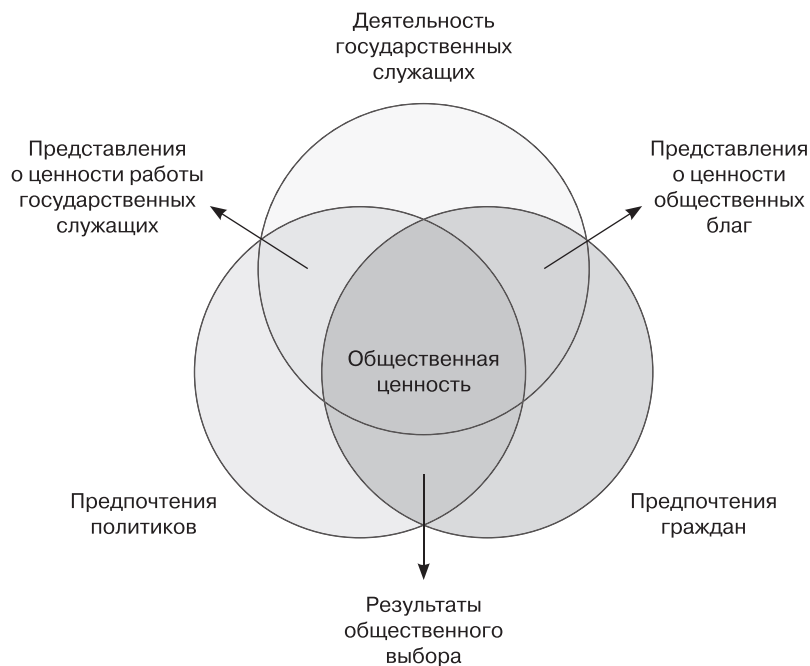 Деятельность
государственных
служащих
Представления
о ценности работы
государственных
служащих
Представления
о ценности
общественных
благ
Общественная
ценность
Предпочтения
политиков
Предпочтения
граждан
Результаты
общественного
выбора